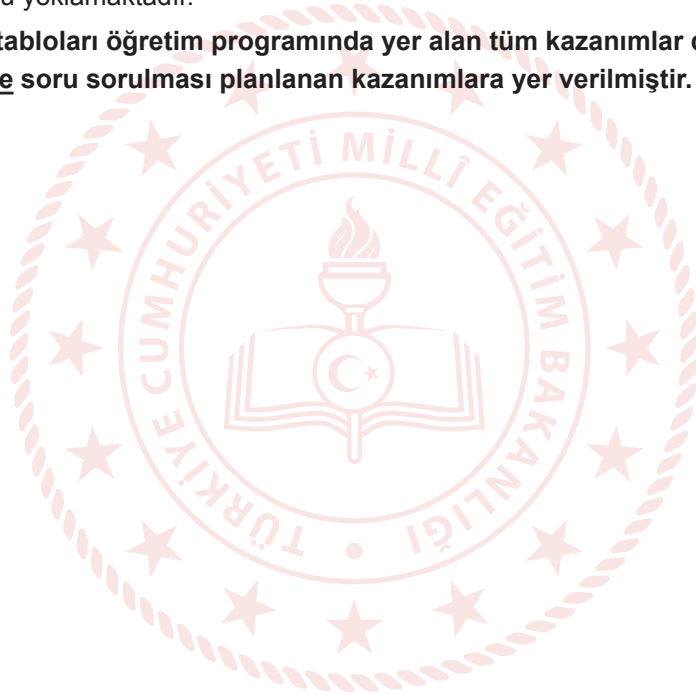 u yoklamaktadır.
tabloları öğretim programında yer alan tüm kazanımlar
e soru sorulması planlanan kazanımlara yer verilmiştir.
TÜRKİYE CUMHURİYETİ MİLLÎ EĞİTİM BAKANLIĞI